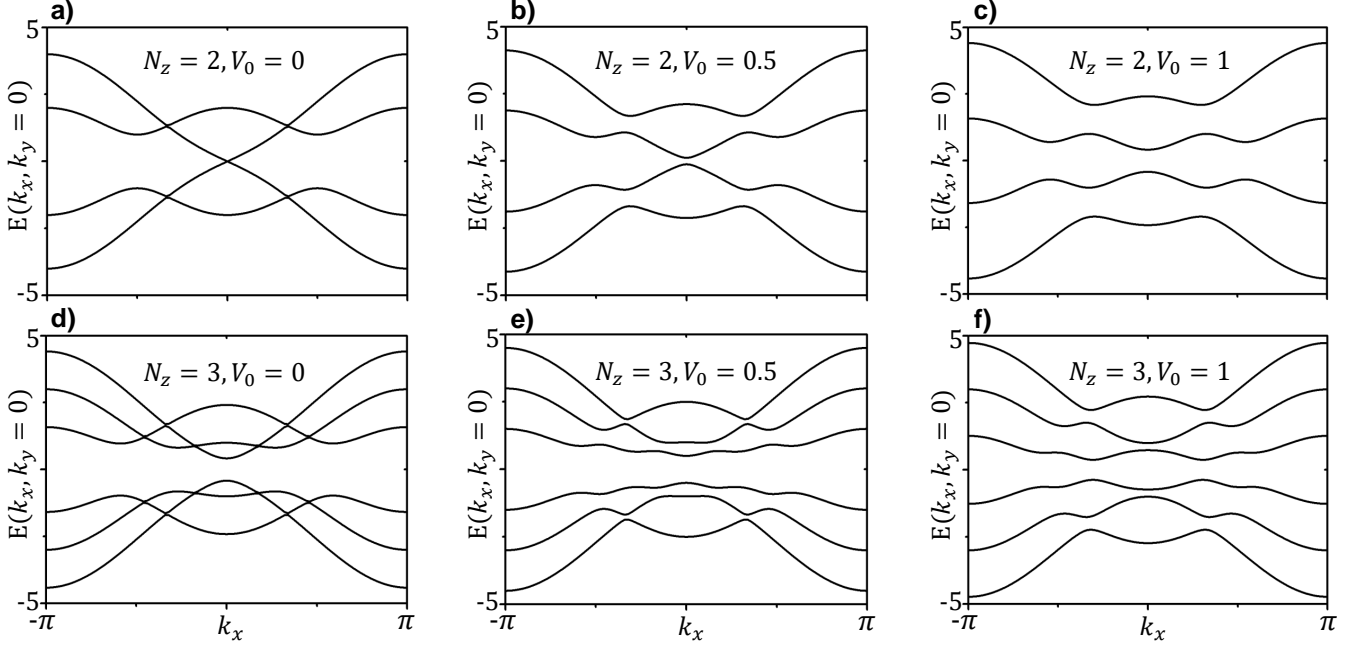 a)
5
N_z = 2, V_0 = 0
E(k_x, k_y = 0)
-5
b)
5
N_z = 2, V_0 = 0.5
E(k_x, k_y = 0)
-5
c)
5
N_z = 2, V_0 = 1
E(k_x, k_y = 0)
-5
d)
5
N_z = 3, V_0 = 0
E(k_x, k_y = 0)
-5
-π
k_x
π
e)
5
N_z = 3, V_0 = 0.5
E(k_x, k_y = 0)
-5
-π
k_x
π
f)
5
N_z = 3, V_0 = 1
E(k_x, k_y = 0)
-5
-π
k_x
π